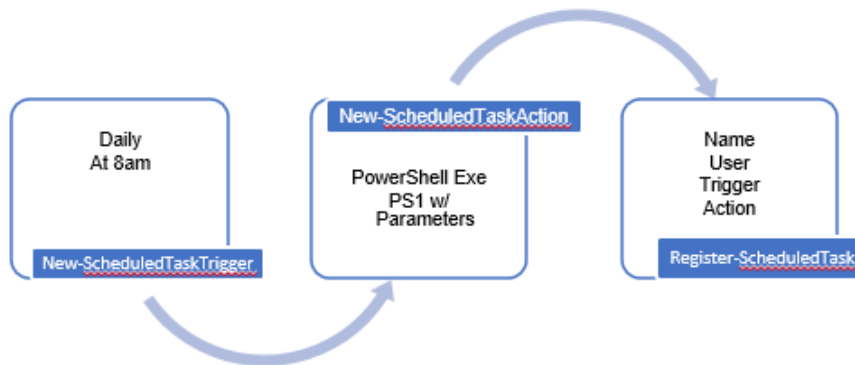 Daily
At 8am
New-ScheduledTaskTrigger
New-ScheduledTaskAction
PowerShell Exe
PS1 w/
Parameters
Name
User
Trigger
Action
Register-ScheduledTask